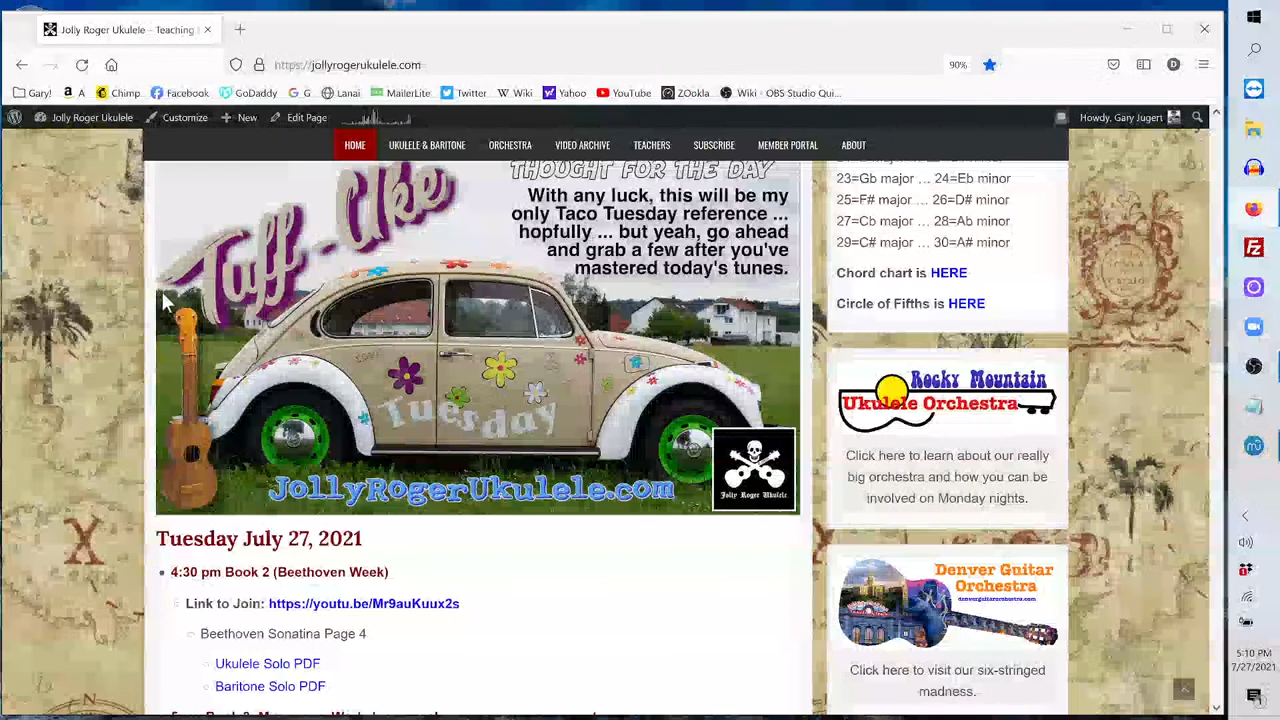 Jolly Roger Ukulele – Teaching
https://jollyrogerukulele.com
90%
Gary!
A
Chimp
Facebook
GoDaddy
G
Lanai
MailerLite
Twitter
Wiki
Yahoo
YouTube
ZOokla
Wiki - OBS Studio Qui...
Jolly Roger Ukulele
Customize
New
Edit Page
Howdy, Gary Jugert
HOME
UKULELE & BARITONE
ORCHESTRA
VIDEO ARCHIVE
TEACHERS
SUBSCRIBE
MEMBER PORTAL
ABOUT
THOUGHT FOR THE DAY
With any luck, this will be my
only Taco Tuesday reference ...
hopefully ... but yeah, go ahead
and grab a few after you've
mastered today's tunes.
Tuff-Uke
Tuesday
JollyRogerUkulele.com
Jolly Roger Ukulele
Tuesday July 27, 2021
4:30 pm Book 2 (Beethoven Week)
Link to Join: https://youtu.be/Mr9auKuux2s
Beethoven Sonatina Page 4
Ukulele Solo PDF
Baritone Solo PDF
23=Gb major ... 24=Eb minor
25=F# major ... 26=D# minor
27=Cb major ... 28=Ab minor
29=C# major ... 30=A# minor
Chord chart is HERE
Circle of Fifths is HERE
Rocky Mountain
Ukulele Orchestra
Click here to learn about our really
big orchestra and how you can be
involved on Monday nights.
Denver Guitar
Orchestra
denverguitarorchestra.com
Click here to visit our six-stringed
madness.
5:10 PM
7/27/2021